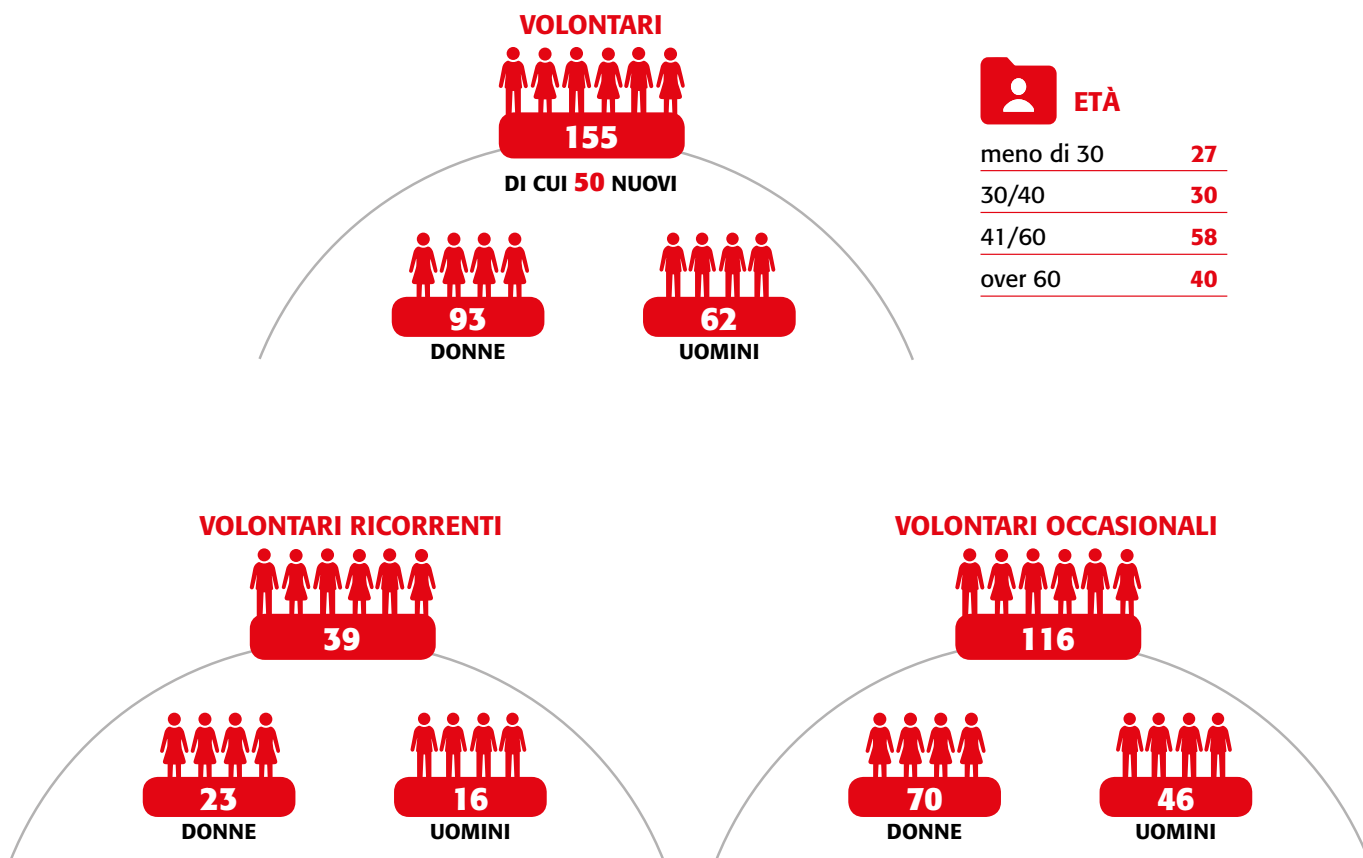 VOLONTARI
155
DI CUI 50 NUOVI
93
DONNE
62
UOMINI
ETÀ
meno di 30 27
30/40 30
41/60 58
over 60 40
VOLONTARI RICORRENTI
39
23
DONNE
16
UOMINI
VOLONTARI OCCASIONALI
116
70
DONNE
46
UOMINI